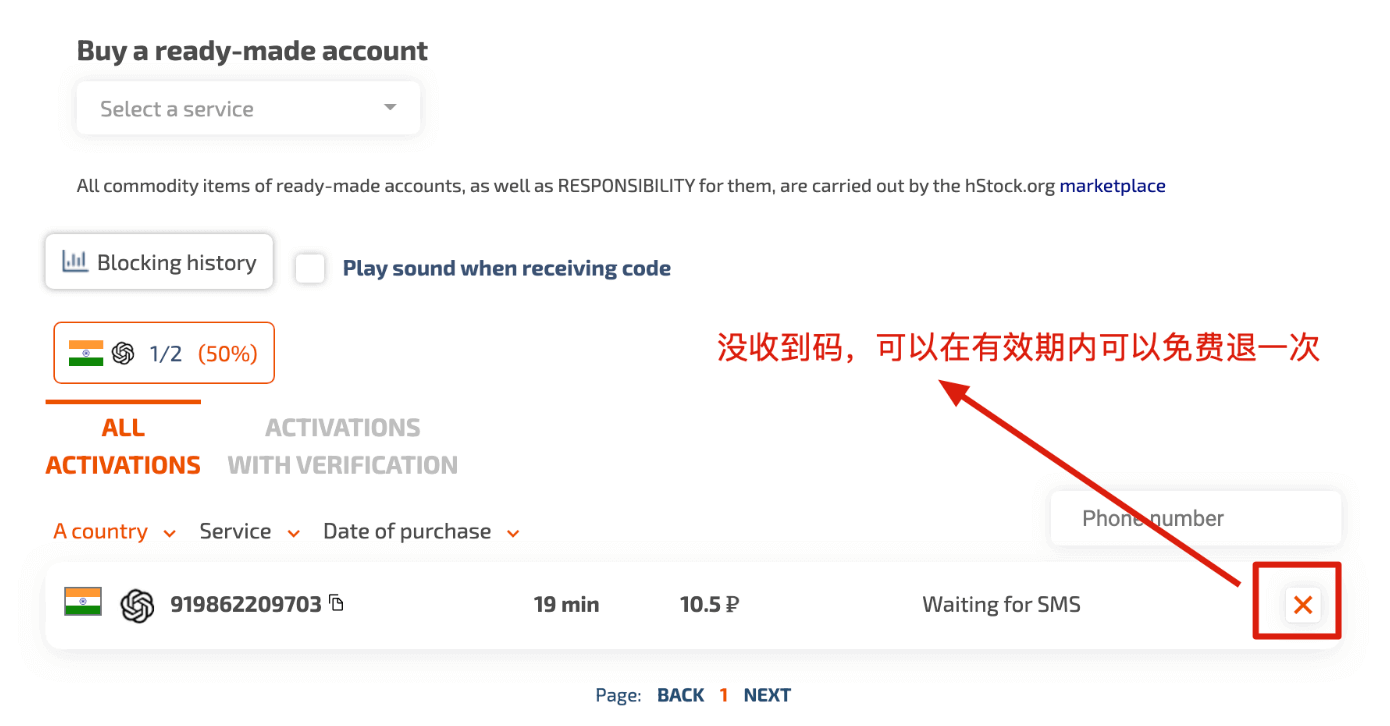 Buy a ready-made account
Select a service
All commodity items of ready-made accounts, as well as RESPONSIBILITY for them, are carried out by the hStock.org marketplace
Blocking history
Play sound when receiving code
1/2 (50%)
没收到码，可以在有效期内可以免费退一次
ALL ACTIVATIONS
ACTIVATIONS WITH VERIFICATION
A country Service Date of purchase
Phone number
919862209703 19 min 10.5 ₽ Waiting for SMS
Page: BACK 1 NEXT